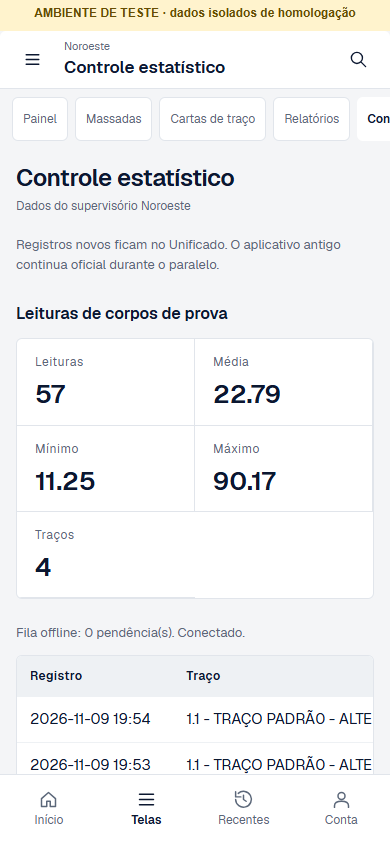 AMBIENTE DE TESTE · dados isolados de homologação
Noroeste
Controle estatístico
Painel
Massadas
Cartas de traço
Relatórios
Con
Controle estatístico
Dados do supervisório Noroeste
Registros novos ficam no Unificado. O aplicativo antigo
continua oficial durante o paralelo.
Leituras de corpos de prova
Leituras
Média
57
22.79
Mínimo
Máximo
11.25
90.17
Traços
4
Fila offline: 0 pendência(s). Conectado.
Registro
Traço
2026-11-09 19:54
1.1 - TRAÇO PADRÃO - ALTE
2026-11-09 19:53
1.1 - TRAÇO PADRÃO - ALTE
Início
Telas
Recentes
Conta